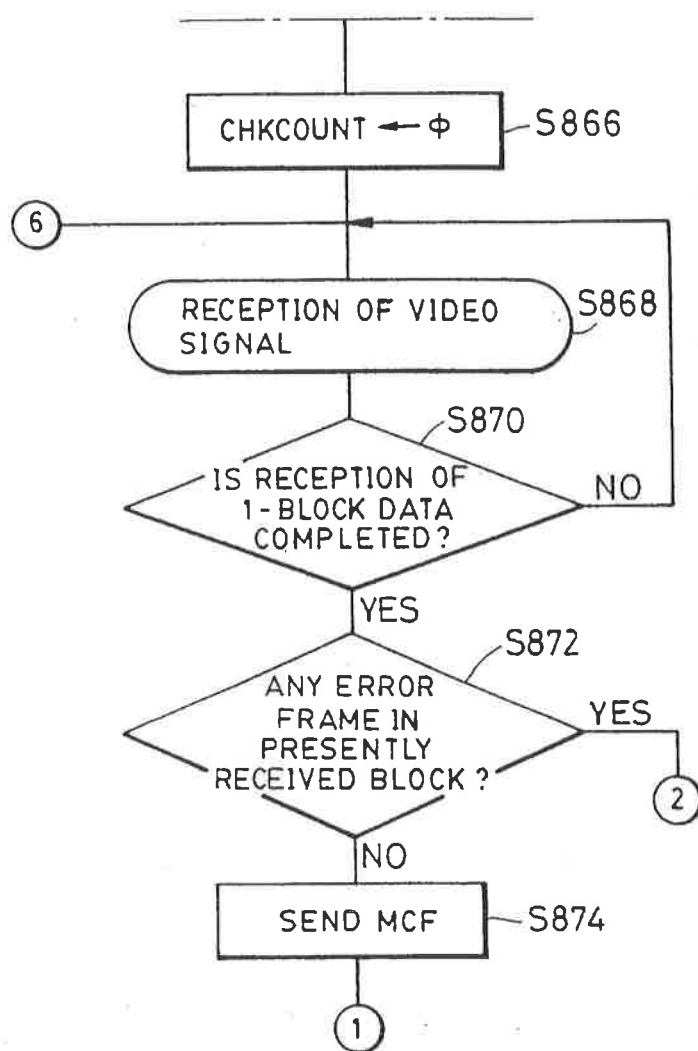 CHKCOUNT ← Φ
S866
6
RECEPTION OF VIDEO
SIGNAL
S868
S870
IS RECEPTION OF
1-BLOCK DATA
COMPLETED?
NO
YES
S872
ANY ERROR
FRAME IN
PRESENTLY
RECEIVED BLOCK?
YES
2
NO
SEND MCF
S874
1